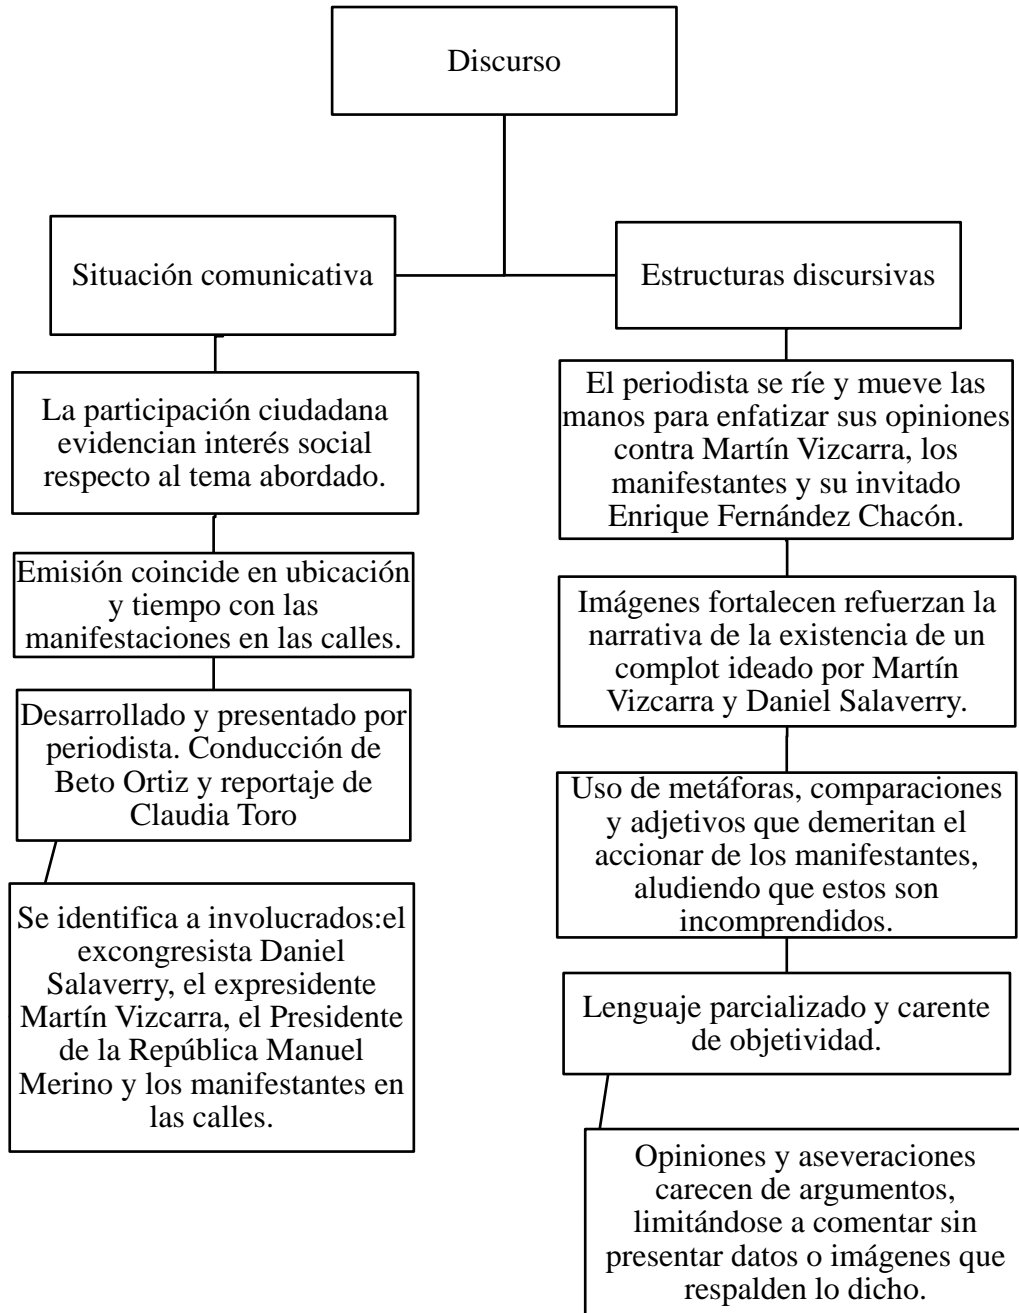 Discurso
Situación comunicativa
La participación ciudadana
evidencian interés social
respecto al tema abordado.
Emisión coincide en ubicación
y tiempo con las
manifestaciones en las calles.
Desarrollado y presentado por
periodista. Conducción de
Beto Ortiz y reportaje de
Claudia Toro
Se identifica a involucrados:el
excongresista Daniel
Salaverry, el expresidente
Martín Vizcarra, el Presidente
de la República Manuel
Merino y los manifestantes en
las calles.
Estructuras discursivas
El periodista se ríe y mueve las
manos para enfatizar sus opiniones
contra Martín Vizcarra, los
manifestantes y su invitado
Enrique Fernández Chacón.
Imágenes fortalecen refuerzan la
narrativa de la existencia de un
complot ideado por Martín
Vizcarra y Daniel Salaverry.
Uso de metáforas, comparaciones
y adjetivos que demeritan el
accionar de los manifestantes,
aludiendo que estos son
incomprendidos.
Lenguaje parcializado y carente
de objetividad.
Opiniones y aseveraciones
carecen de argumentos,
limitándose a comentar sin
presentar datos o imágenes que
respalden lo dicho.